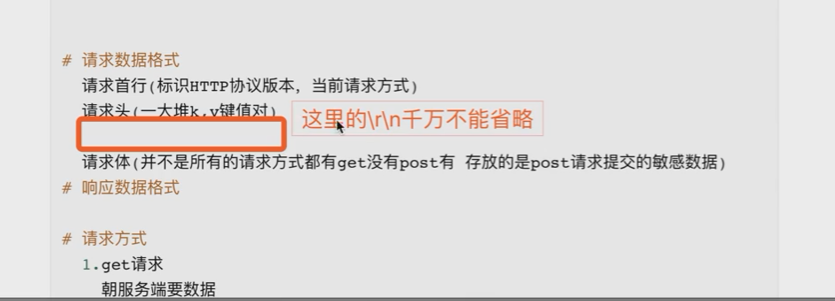 # 请求数据格式
请求首行(标识HTTP协议版本，当前请求方式)
请求头(一大堆k,v键值对)
这里的\r\n千万不能省略
请求体(并不是所有的请求方式都有get没有post有 存放的是post请求提交的敏感数据)
# 响应数据格式
# 请求方式
1.get请求
朝服务端要数据